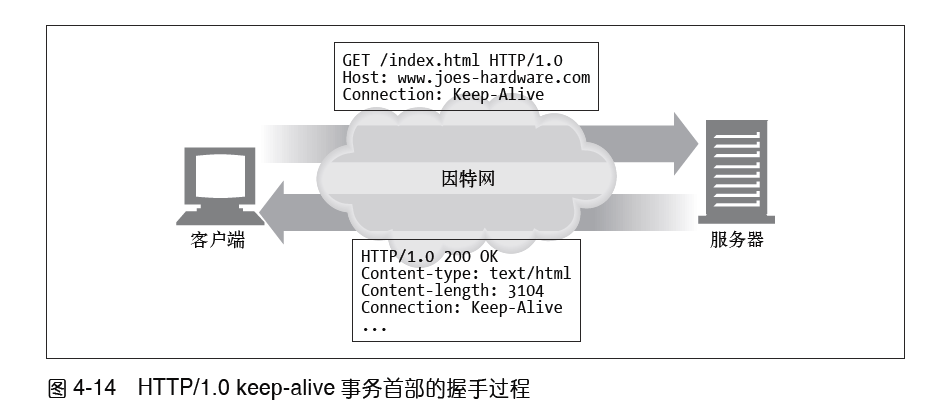 GET /index.html HTTP/1.0
Host: www.joes-hardware.com
Connection: Keep-Alive
因特网
客户端
服务器
HTTP/1.0 200 OK
Content-type: text/html
Content-length: 3104
Connection: Keep-Alive
...
图 4-14 HTTP/1.0 keep-alive 事务首部的握手过程